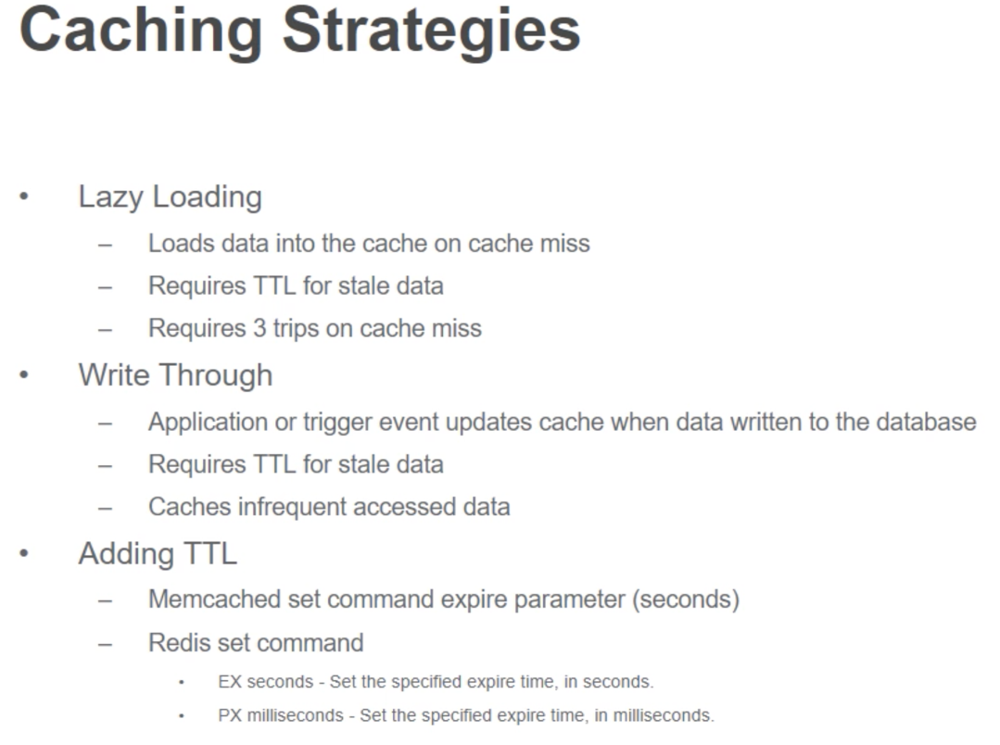 Caching Strategies
• Lazy Loading
– Loads data into the cache on cache miss
– Requires TTL for stale data
– Requires 3 trips on cache miss
• Write Through
– Application or trigger event updates cache when data written to the database
– Requires TTL for stale data
– Caches infrequent accessed data
• Adding TTL
– Memcached set command expire parameter (seconds)
– Redis set command
• EX seconds - Set the specified expire time, in seconds.
• PX milliseconds - Set the specified expire time, in milliseconds.